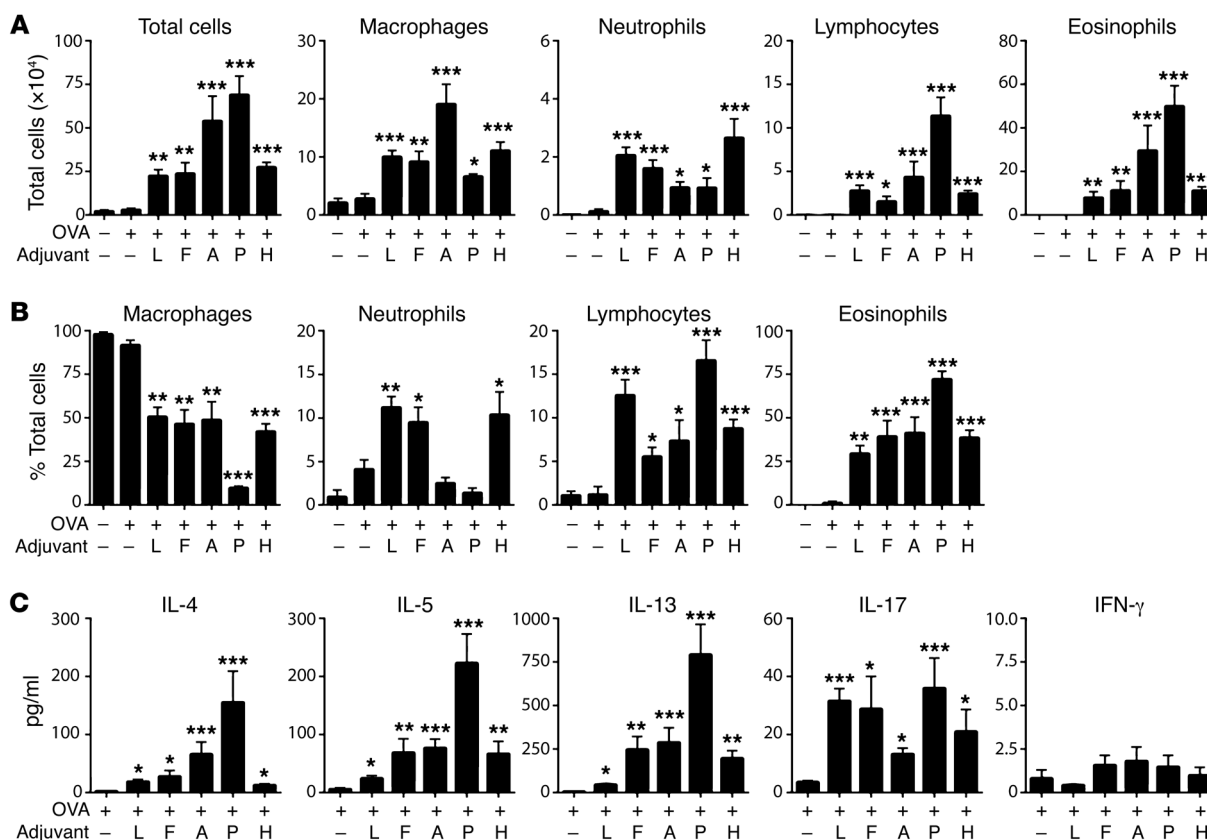 A
Total cells
Macrophages
Neutrophils
Lymphocytes
Eosinophils
Total cells (×10⁴)
100
75
50
25
0
** ** *** *** ***
30
20
10
0
*** ** *** * ***
6
4
2
0
*** *** * * ***
20
15
10
5
0
*** * *** *** ***
80
60
40
20
0
** ** *** *** **
OVA – + + + + + + – + + + + + + – + + + + + + – + + + + + + – + + + + + +
Adjuvant – – L F A P H – – L F A P H – – L F A P H – – L F A P H – – L F A P H
B
Macrophages
Neutrophils
Lymphocytes
Eosinophils
% Total cells
100
75
50
25
0
** ** ** *** ***
20
15
10
5
0
** * *
20
15
10
5
0
*** * * *** ***
100
75
50
25
0
** *** *** *** ***
OVA – + + + + + + – + + + + + + – + + + + + + – + + + + + +
Adjuvant – – L F A P H – – L F A P H – – L F A P H – – L F A P H
C
IL-4
IL-5
IL-13
IL-17
IFN-γ
pg/ml
300
200
100
0
* * *** *** *
300
200
100
0
* ** *** *** **
1000
750
500
250
0
* ** *** *** **
60
40
20
0
*** * * *** *
10.0
7.5
5.0
2.5
0
OVA + + + + + + + + + + + + + + + + + + + + + + + + + + + + + +
Adjuvant – L F A P H – L F A P H – L F A P H – L F A P H – L F A P H